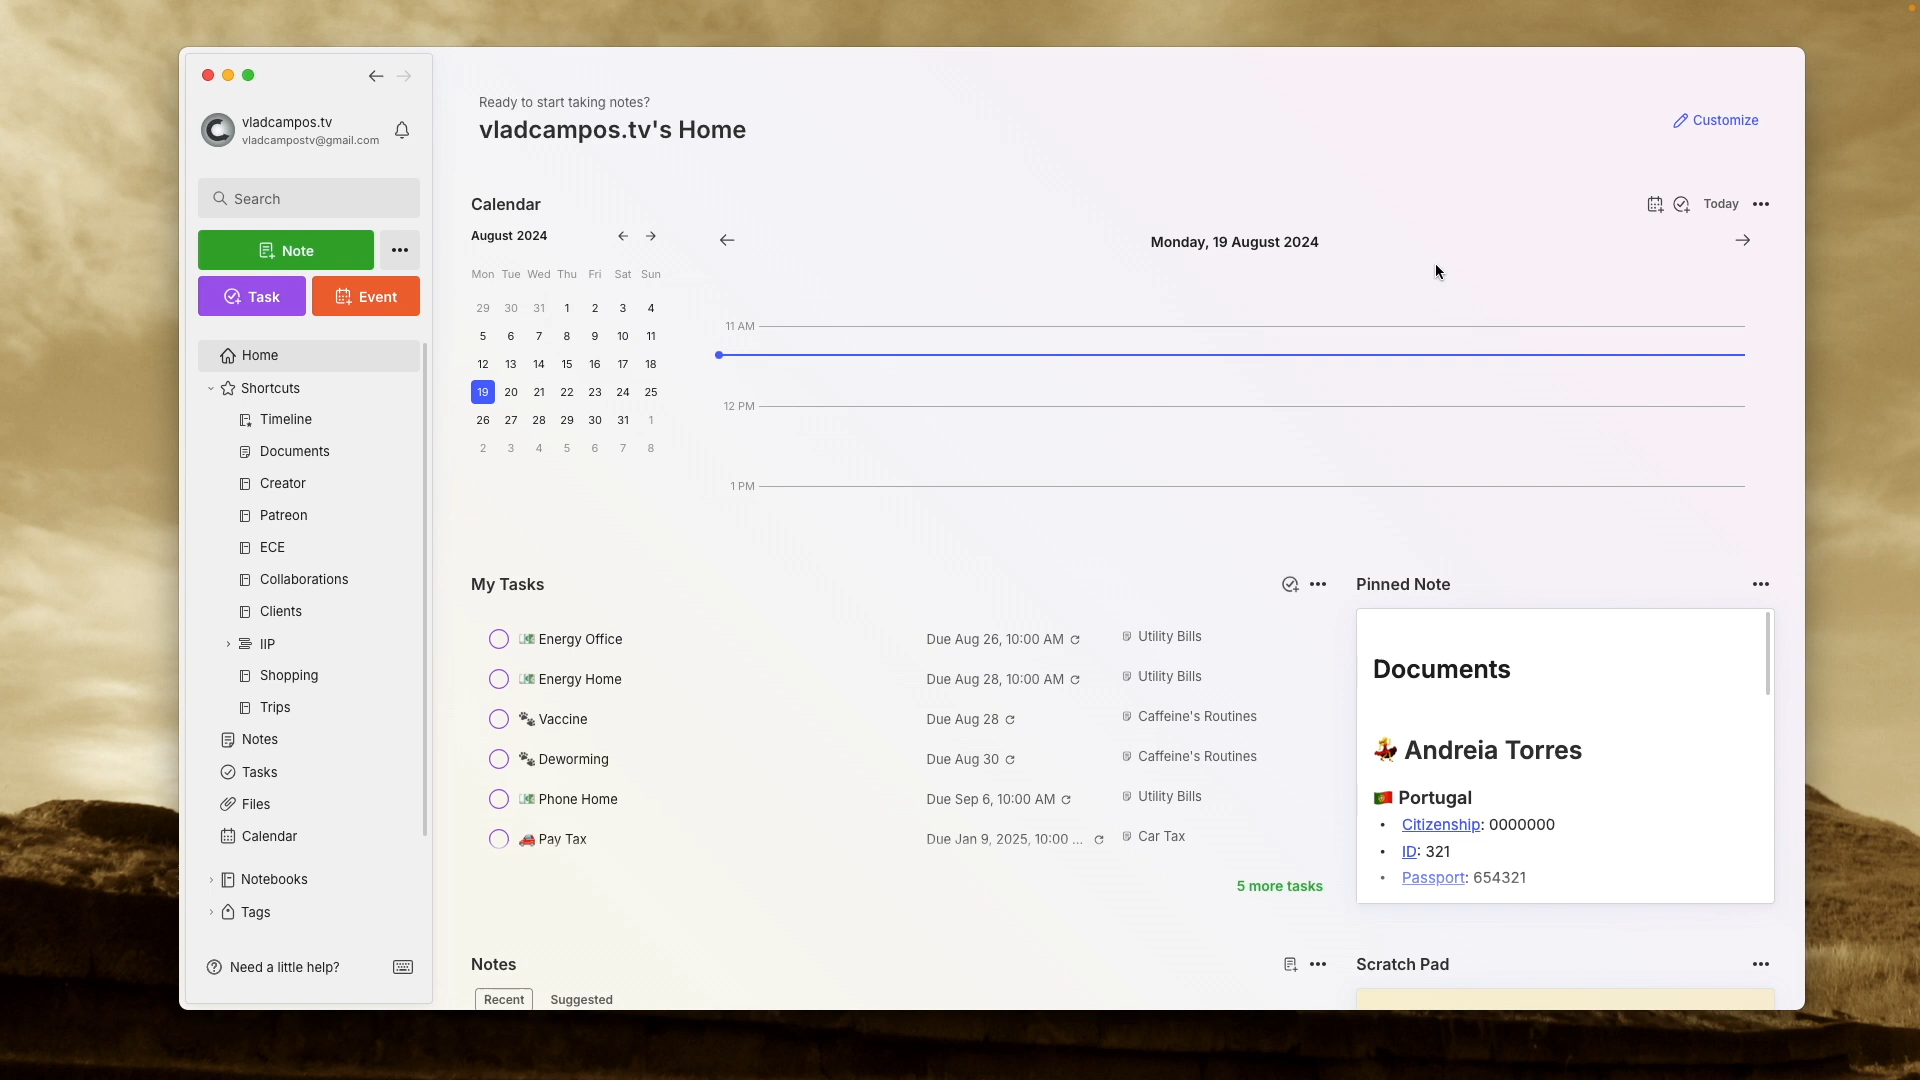 vladcampos.tv
vladcampostv@gmail.com
Search
Note
Task
Event
Home
Shortcuts
Timeline
Documents
Creator
Patreon
ECE
Collaborations
Clients
IIP
Shopping
Trips
Notes
Tasks
Files
Calendar
Notebooks
Tags
Need a little help?
Ready to start taking notes?
vladcampos.tv's Home
Customize
Calendar
Today
August 2024
Mon Tue Wed Thu Fri Sat Sun
29 30 31 1 2 3 4
5 6 7 8 9 10 11
12 13 14 15 16 17 18
19 20 21 22 23 24 25
26 27 28 29 30 31 1
2 3 4 5 6 7 8
Monday, 19 August 2024
11 AM
12 PM
1 PM
My Tasks
Energy Office Due Aug 26, 10:00 AM Utility Bills
Energy Home Due Aug 28, 10:00 AM Utility Bills
Vaccine Due Aug 28 Caffeine's Routines
Deworming Due Aug 30 Caffeine's Routines
Phone Home Due Sep 6, 10:00 AM Utility Bills
Pay Tax Due Jan 9, 2025, 10:00 ... Car Tax
5 more tasks
Pinned Note
Documents
💃 Andreia Torres
🇵🇹 Portugal
• Citizenship: 0000000
• ID: 321
• Passport: 654321
Notes
Recent Suggested
Scratch Pad